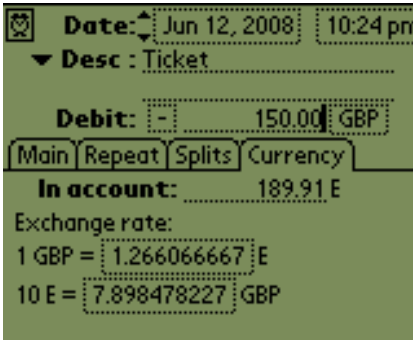 Date: Jun 12, 2008 10:24 pm
Desc : Ticket
Debit: - 150.00 GBP
Main Repeat Splits Currency
In account: 189.91 E
Exchange rate:
1 GBP = 1.266066667 E
10 E = 7.898478227 GBP